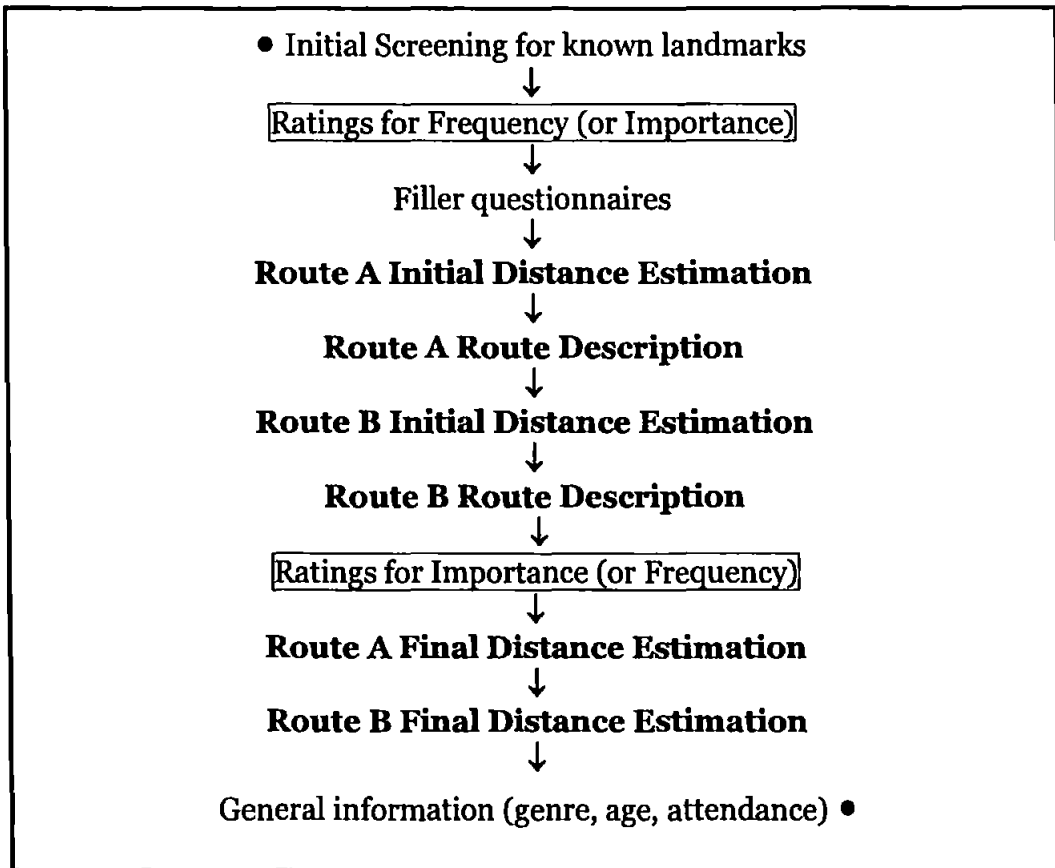 • Initial Screening for known landmarks
↓
Ratings for Frequency (or Importance)
↓
Filler questionnaires
↓
Route A Initial Distance Estimation
↓
Route A Route Description
↓
Route B Initial Distance Estimation
↓
Route B Route Description
↓
Ratings for Importance (or Frequency)
↓
Route A Final Distance Estimation
↓
Route B Final Distance Estimation
↓
General information (genre, age, attendance) •